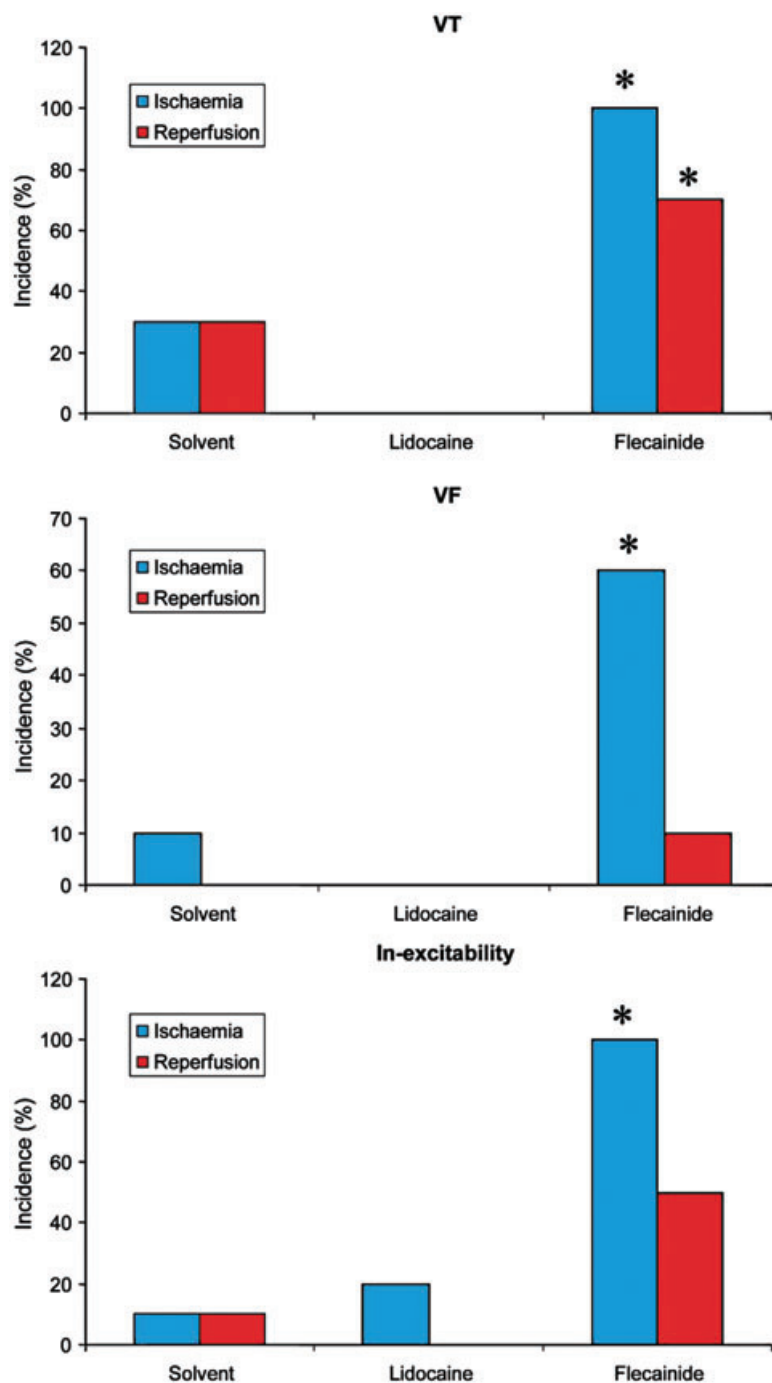 VT
120
100
80
60
40
20
0
Incidence (%)
Ischaemia
Reperfusion
*
*
Solvent Lidocaine Flecainide
VF
70
60
50
40
30
20
10
0
Incidence (%)
Ischaemia
Reperfusion
*
Solvent Lidocaine Flecainide
In-excitability
120
100
80
60
40
20
0
Incidence (%)
Ischaemia
Reperfusion
*
Solvent Lidocaine Flecainide